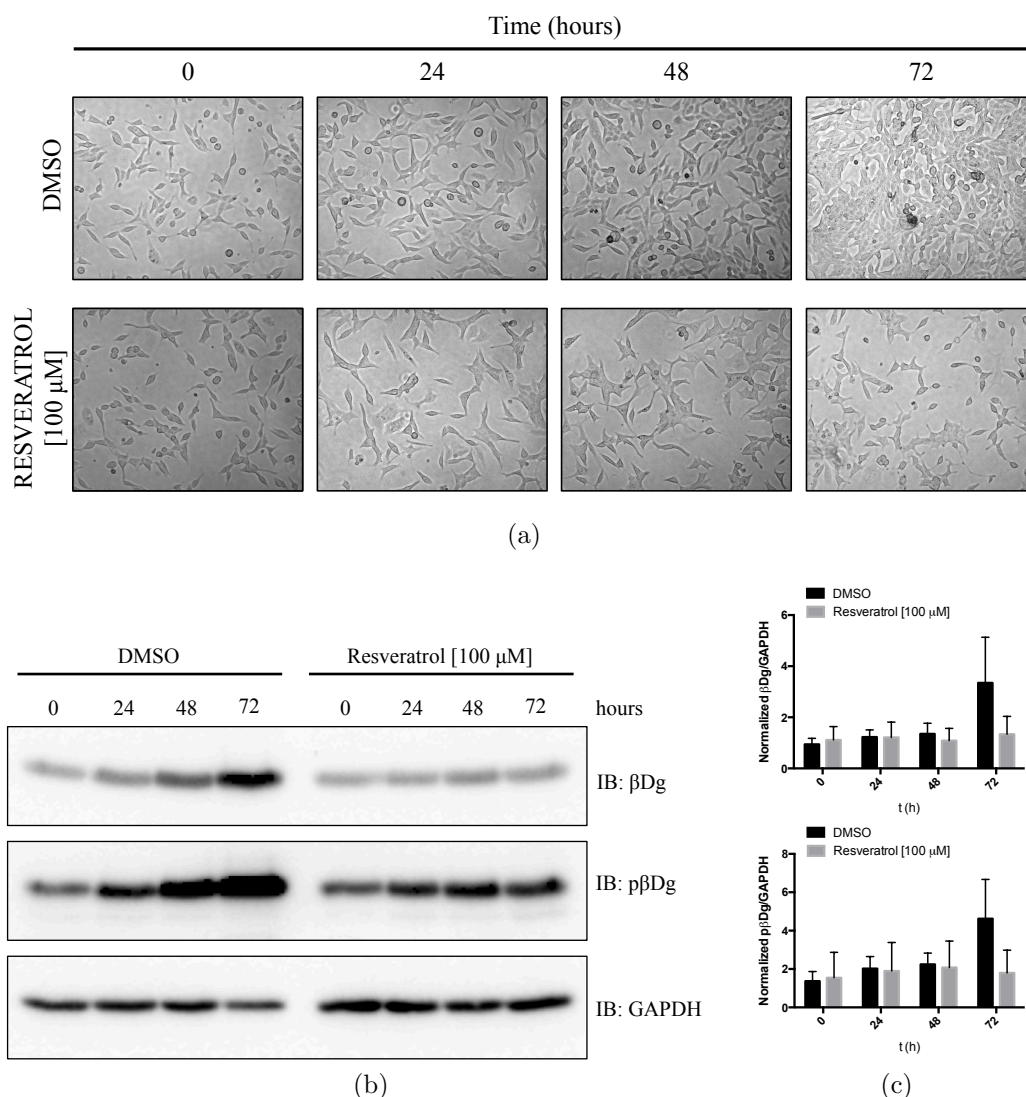 Time (hours)
0 24 48 72
DMSO
RESVERATROL
[100 μM]
(a)
DMSO Resveratrol [100 μM]
0 24 48 72 0 24 48 72 hours
IB: βDg
IB: pβDg
IB: GAPDH
(b)
DMSO
Resveratrol [100 μM]
Normalized βDg/GAPDH
6
4
2
0
0 24 48 72
t (h)
DMSO
Resveratrol [100 μM]
Normalized pβDg/GAPDH
8
6
4
2
0
0 24 48 72
t (h)
(c)